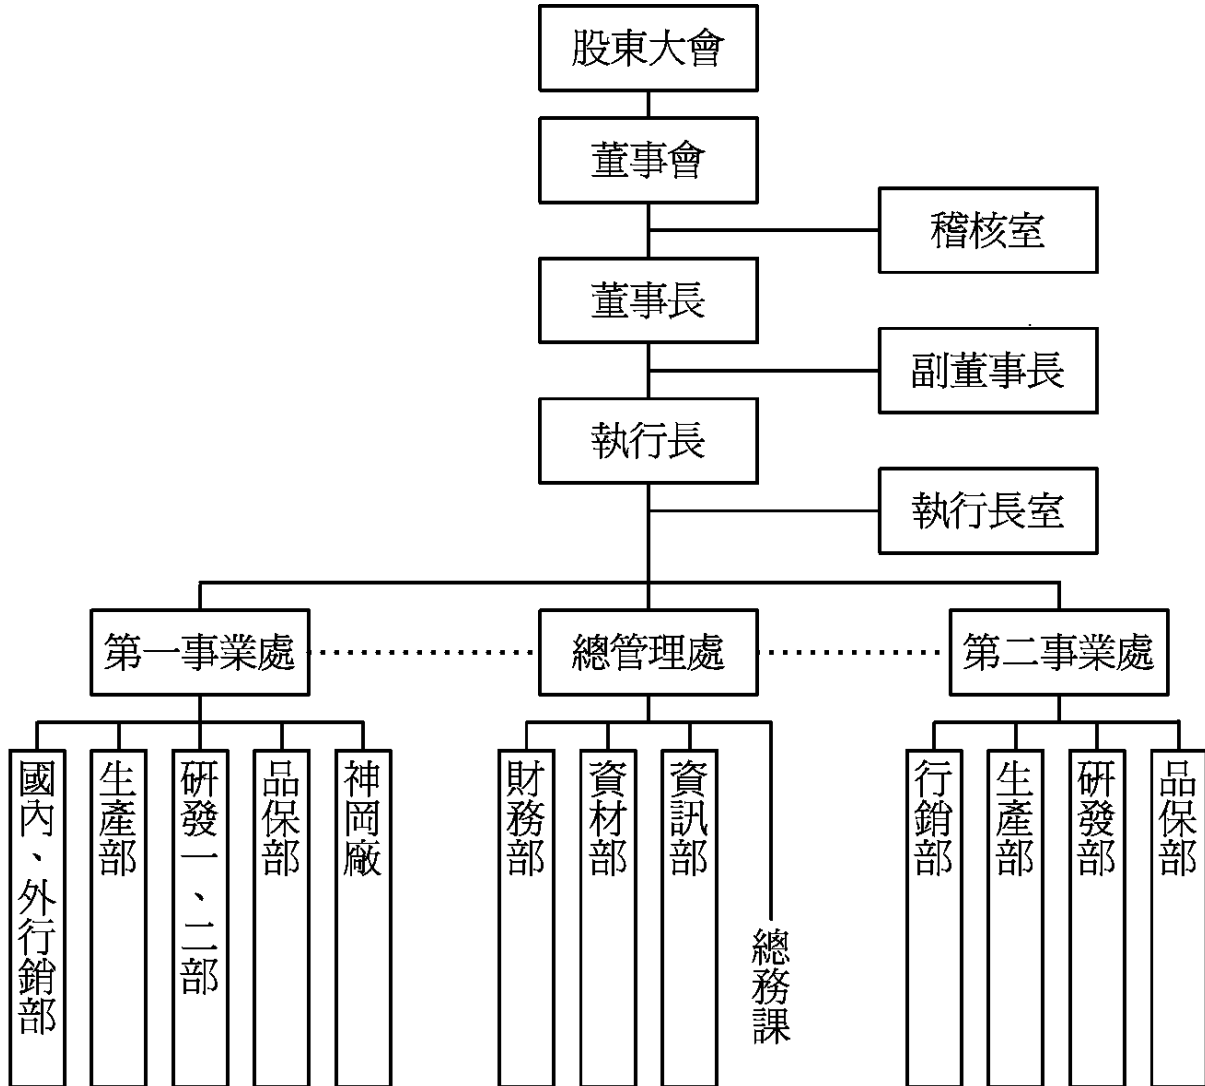 股東大會
董事會
稽核室
董事長
副董事長
執行長
執行長室
第一事業處
總管理處
第二事業處
國內、外行銷部
生產部
研發一、二部
品保部
神岡廠
財務部
資材部
資訊部
總務課
行銷部
生產部
研發部
品保部